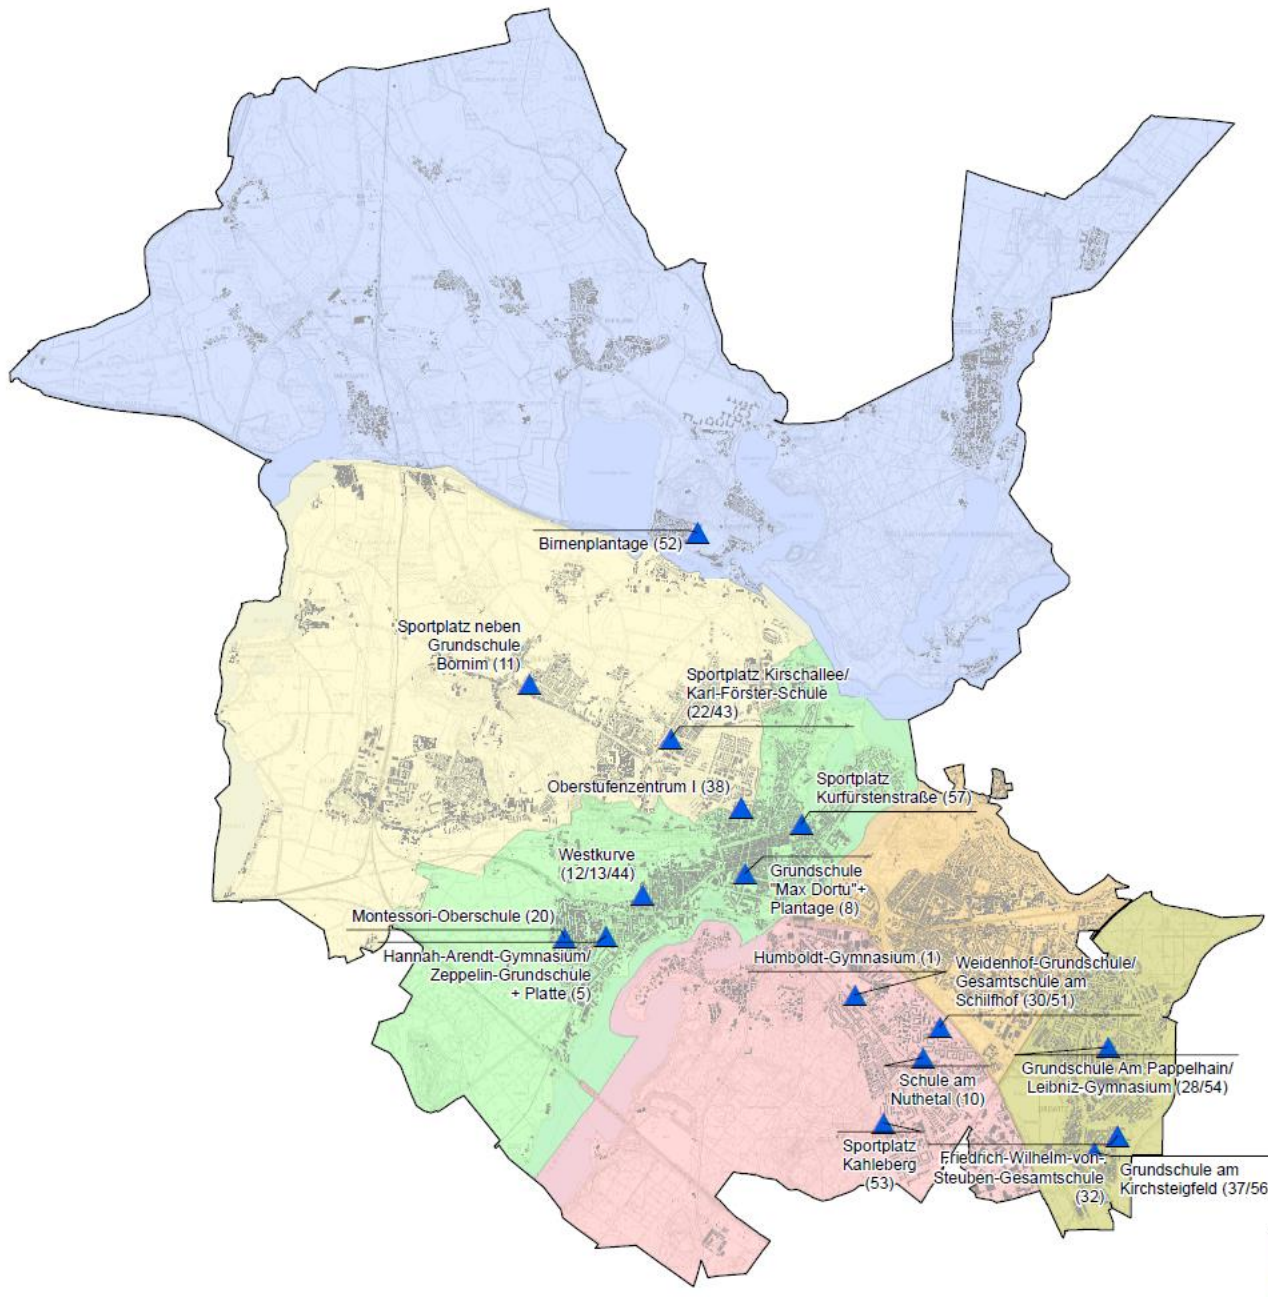 Birnenplantage (52)
Sportplatz neben
Grundschule
Bornim (11)
Sportplatz Kirschallee/
Karl-Förster-Schule
(22/43)
Oberstufenzentrum I (38)
Sportplatz
Kurfürstenstraße (57)
Westkurve
(12/13/44)
Grundschule
"Max Dortu"+
Plantage (8)
Montessori-Oberschule (20)
Hannah-Arendt-Gymnasium/
Zeppelin-Grundschule
+ Platte (5)
Humboldt-Gymnasium (1)
Weidenhof-Grundschule/
Gesamtschule am
Schilfhof (30/51)
Schule am
Nuthetal (10)
Grundschule Am Pappelhain/
Leibniz-Gymnasium (28/54)
Sportplatz
Kahleberg
(53)
Friedrich-Wilhelm-von-
Steuben-Gesamtschule
(32)
Grundschule am
Kirchsteigfeld (37/56